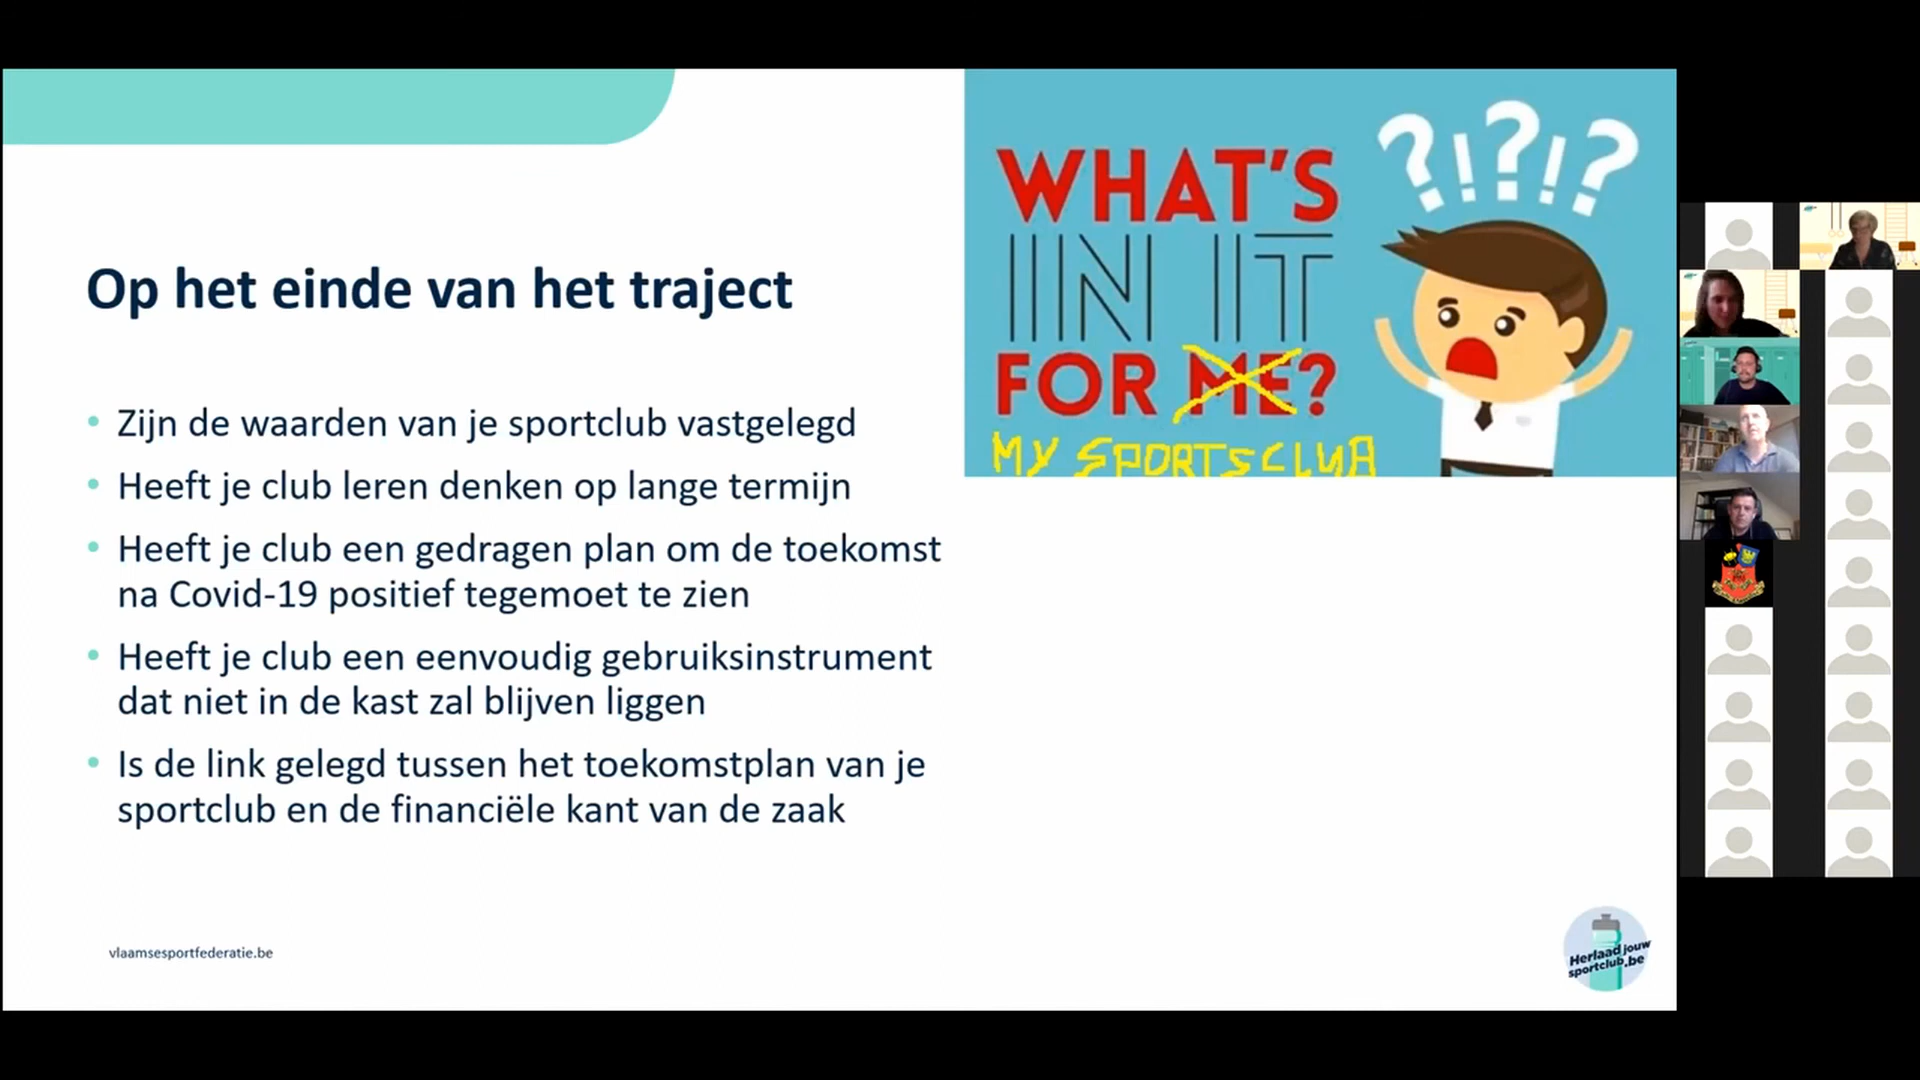 WHAT'S
IN IT
FOR ME?
MY SPORTSCLUB
Op het einde van het traject
• Zijn de waarden van je sportclub vastgelegd
• Heeft je club leren denken op lange termijn
• Heeft je club een gedragen plan om de toekomst
na Covid-19 positief tegemoet te zien
• Heeft je club een eenvoudig gebruiksinstrument
dat niet in de kast zal blijven liggen
• Is de link gelegd tussen het toekomstplan van je
sportclub en de financiële kant van de zaak
vlaamsesportfederatie.be
Herlaad jouw
sportclub.be
?!?!?